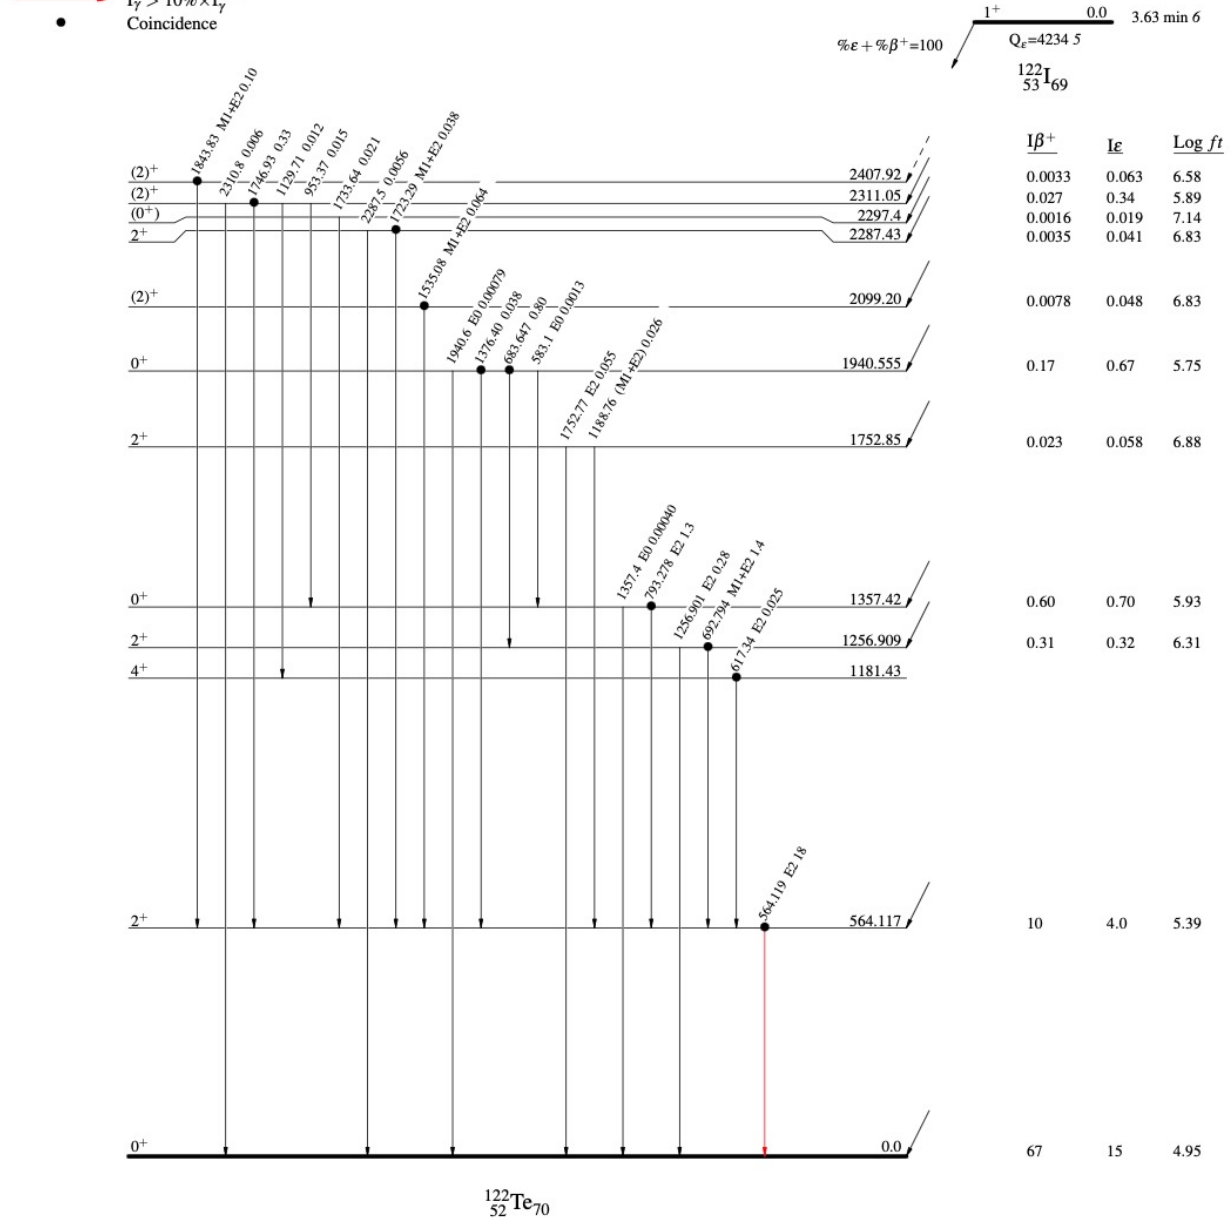 Iγ > 10%×Iγ
Coincidence
1+ 0.0 3.63 min 6
%ε + %β+=100
Qε=4234 5
122 53 I 69
Iβ+ Iε Log ft
1843.83 M1+E2 0.10
2310.8 0.006
1746.93 0.33
1129.71 0.012
953.37 0.015
1733.64 0.021
2287.5 0.0056
1723.29 M1+E2 0.038
1535.08 M1+E2 0.064
(2)+ 2407.92 0.0033 0.063 6.58
(2)+ 2311.05 0.027 0.34 5.89
(0+) 2297.4 0.0016 0.019 7.14
2+ 2287.43 0.0035 0.041 6.83
1940.6 E0 0.00079
1376.40 0.038
683.647 0.80
583.1 E0 0.0013
(2)+ 2099.20 0.0078 0.048 6.83
1752.77 E2 0.055
1188.76 (M1+E2) 0.026
0+ 1940.555 0.17 0.67 5.75
2+ 1752.85 0.023 0.058 6.88
1357.4 E0 0.00040
793.278 E2 1.3
1256.901 E2 0.28
692.794 M1+E2 1.4
617.34 E2 0.025
0+ 1357.42 0.60 0.70 5.93
2+ 1256.909 0.31 0.32 6.31
4+ 1181.43
564.119 E2 18
2+ 564.117 10 4.0 5.39
0+ 0.0 67 15 4.95
122 52 Te 70